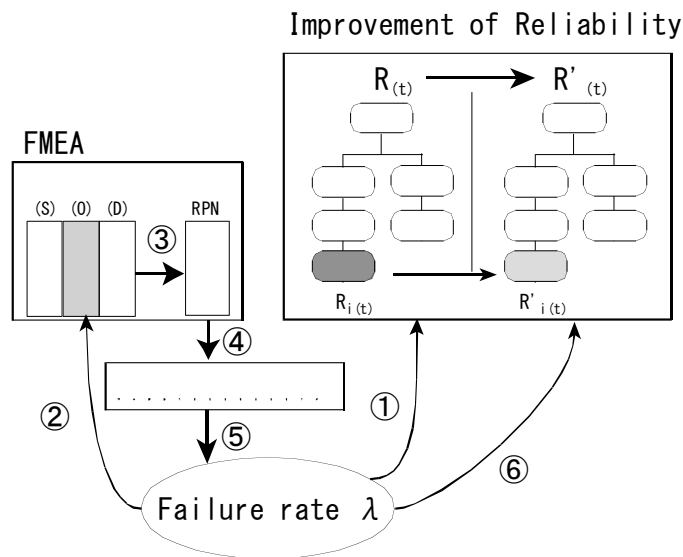 Improvement of Reliability
R(t) R'(t)
FMEA
(S) (O) (D) RPN
③
Ri(t) R'i(t)
④
② ①
⑤
⑥
Failure rate λ